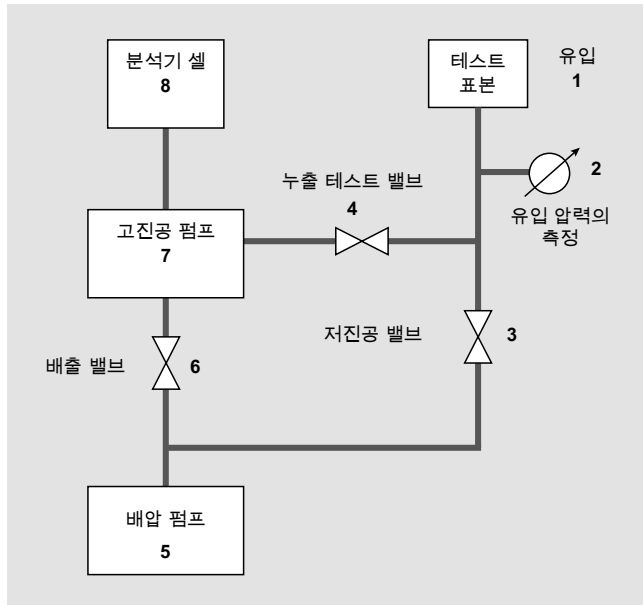 분석기 셀
8
테스트
표본
유입
1
2
유입 압력의
측정
누출 테스트 밸브
4
고진공 펌프
7
저진공 밸브
3
배출 밸브
6
배압 펌프
5